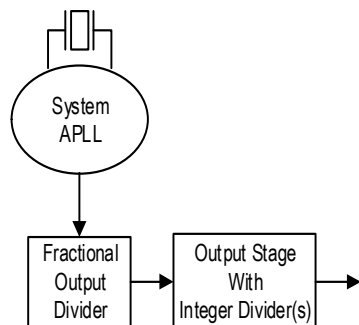 System
APLL
Fractional
Output
Divider
Output Stage
With
Integer Divider(s)